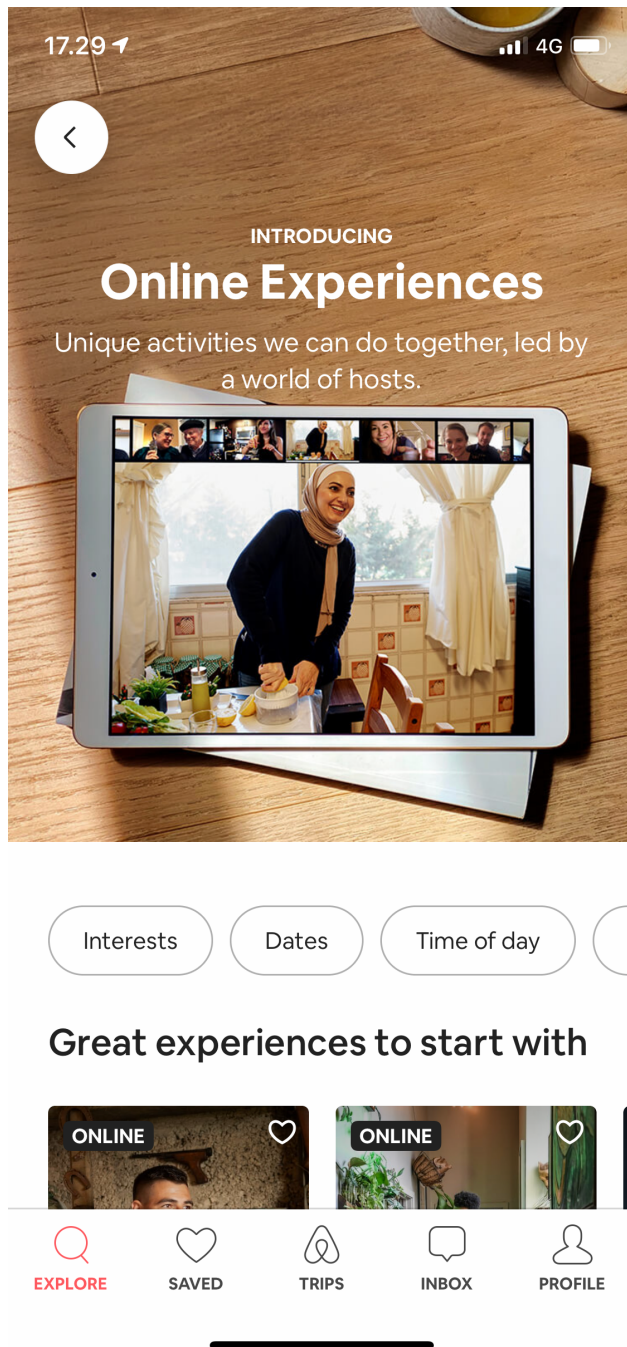 17.29
4G
INTRODUCING
Online Experiences
Unique activities we can do together, led by
a world of hosts.
Interests
Dates
Time of day
Great experiences to start with
ONLINE
ONLINE
EXPLORE
SAVED
TRIPS
INBOX
PROFILE